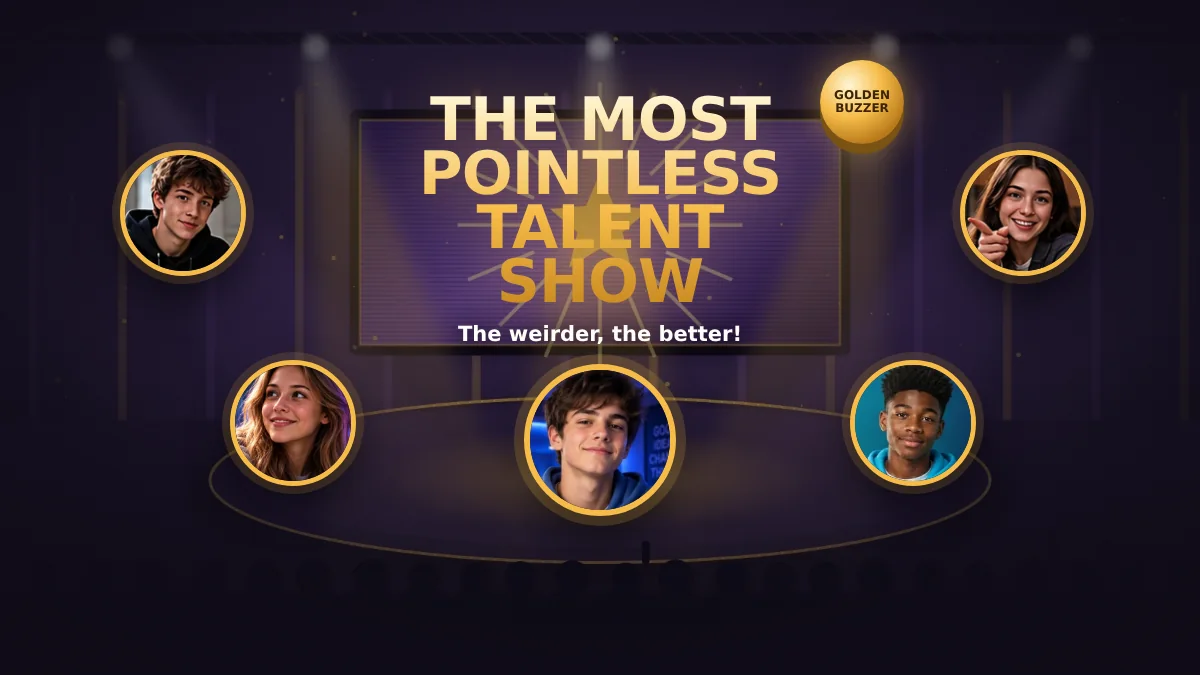 GOLDEN
BUZZER
THE MOST
POINTLESS
TALENT
SHOW
The weirder, the better!